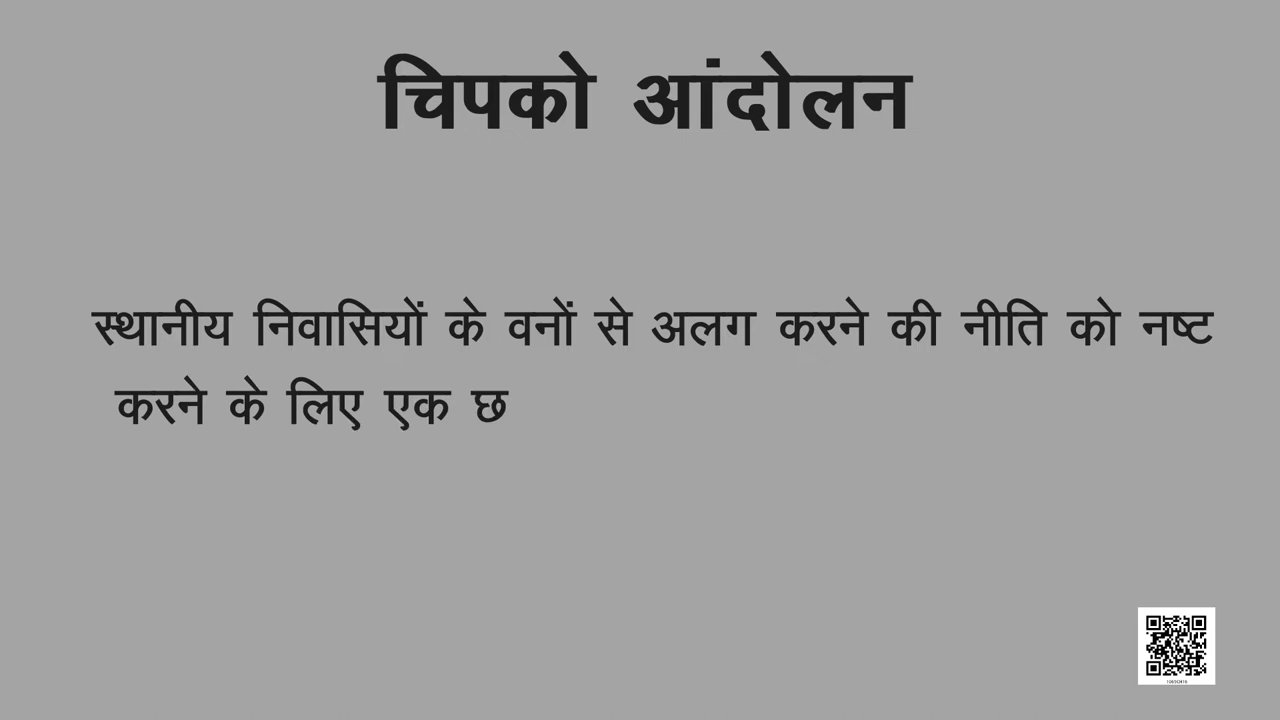 चिपको आंदोलन
स्थानीय निवासियों के वनों से अलग करने की नीति को नष्ट
करने के लिए एक छ